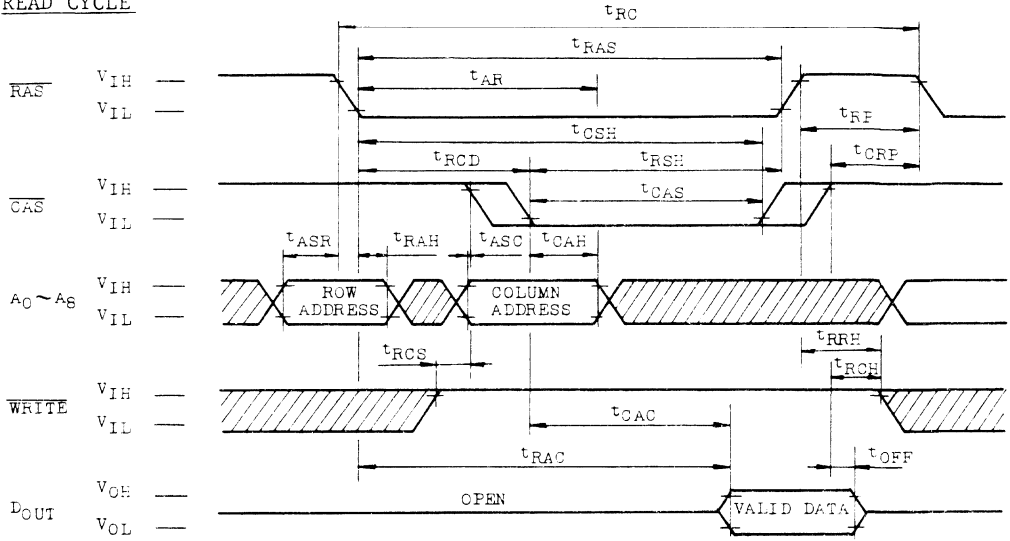 READ CYCLE
tRC
tRAS
tAR
RAS VIH
VIL
tRP
tCSH
tCRP
tRCD tRSH
CAS VIH
VIL
tCAS
tASR tRAH tASC tCAH
A0~A8 VIH
VIL
ROW ADDRESS
COLUMN ADDRESS
tRRH
tRCS
tRCH
WRITE VIH
VIL
tCAC
tRAC
tOFF
DOUT VOH
VOL
OPEN
VALID DATA